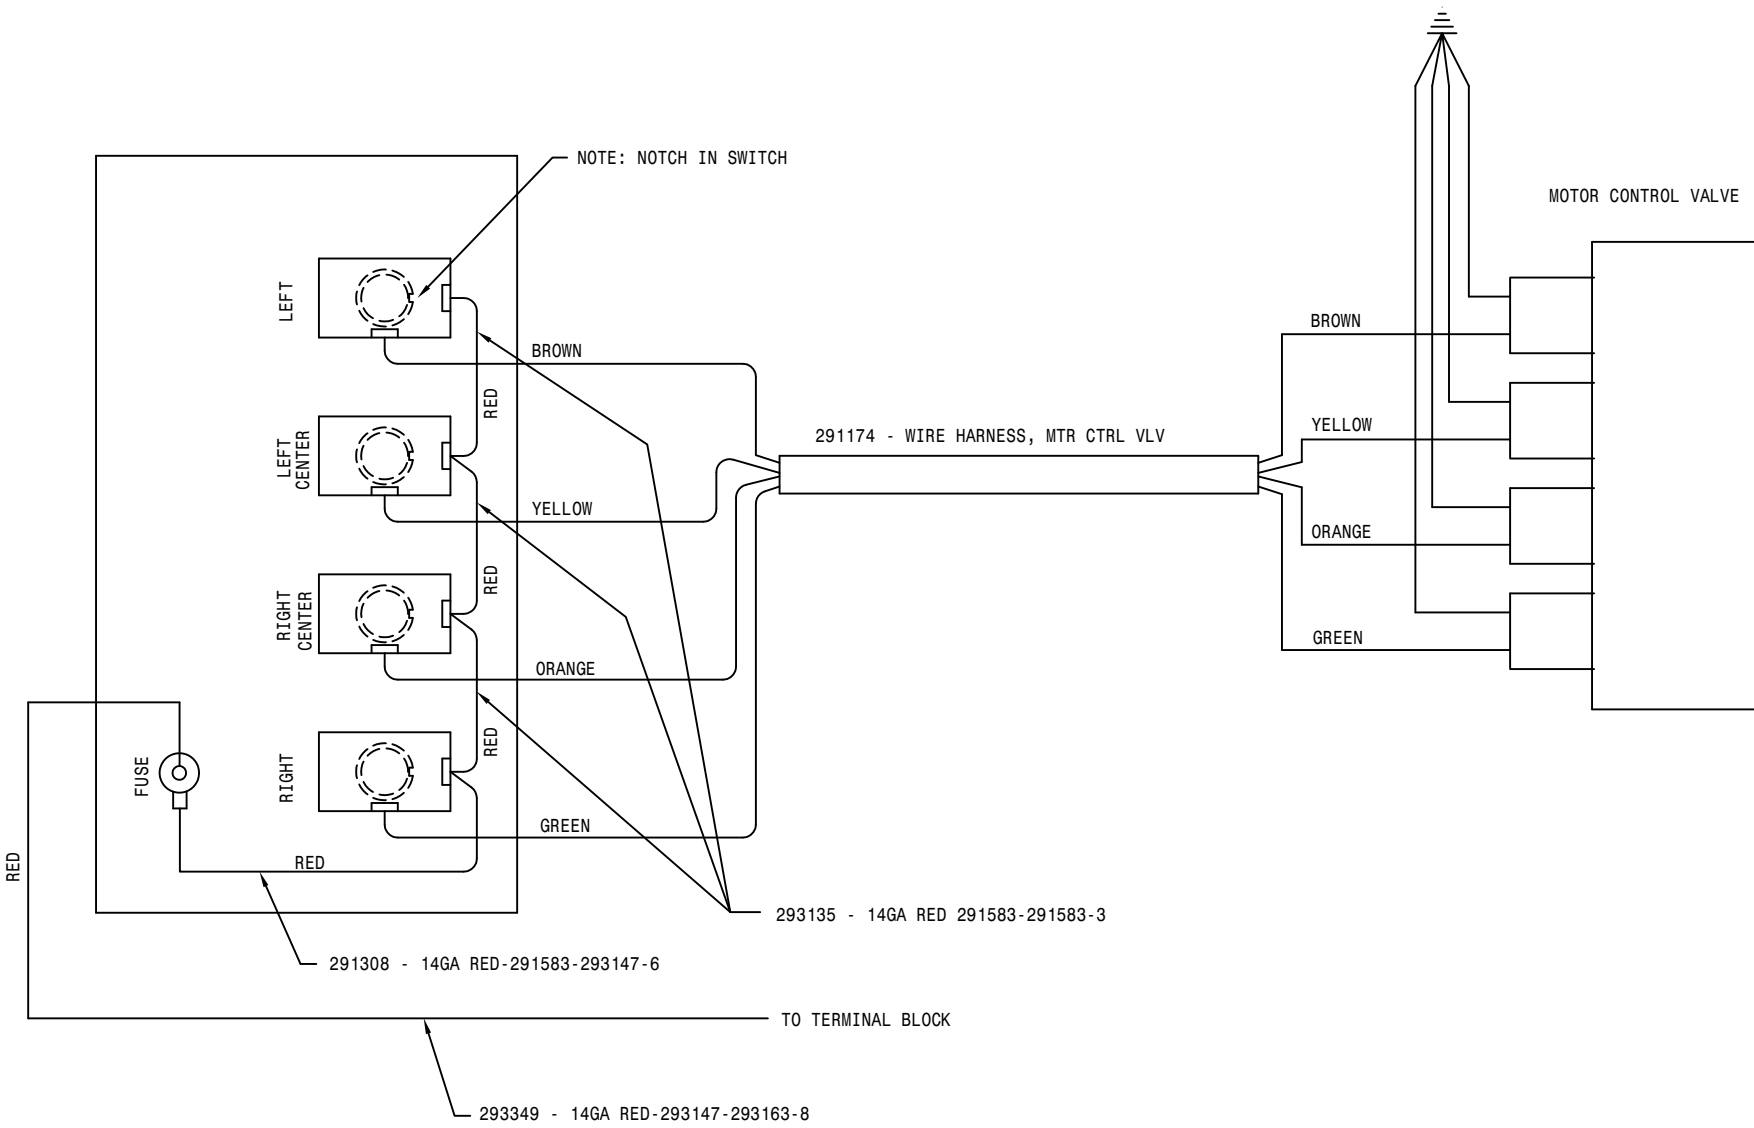 NOTE: NOTCH IN SWITCH
MOTOR CONTROL VALVE
LEFT
BROWN
RED
BROWN
LEFT
CENTER
YELLOW
291174 - WIRE HARNESS, MTR CTRL VLV
YELLOW
RED
RIGHT
CENTER
ORANGE
ORANGE
RED
GREEN
FUSE
RIGHT
GREEN
RED
RED
293135 - 14GA RED 291583-291583-3
291308 - 14GA RED-291583-293147-6
TO TERMINAL BLOCK
293349 - 14GA RED-293147-293163-8